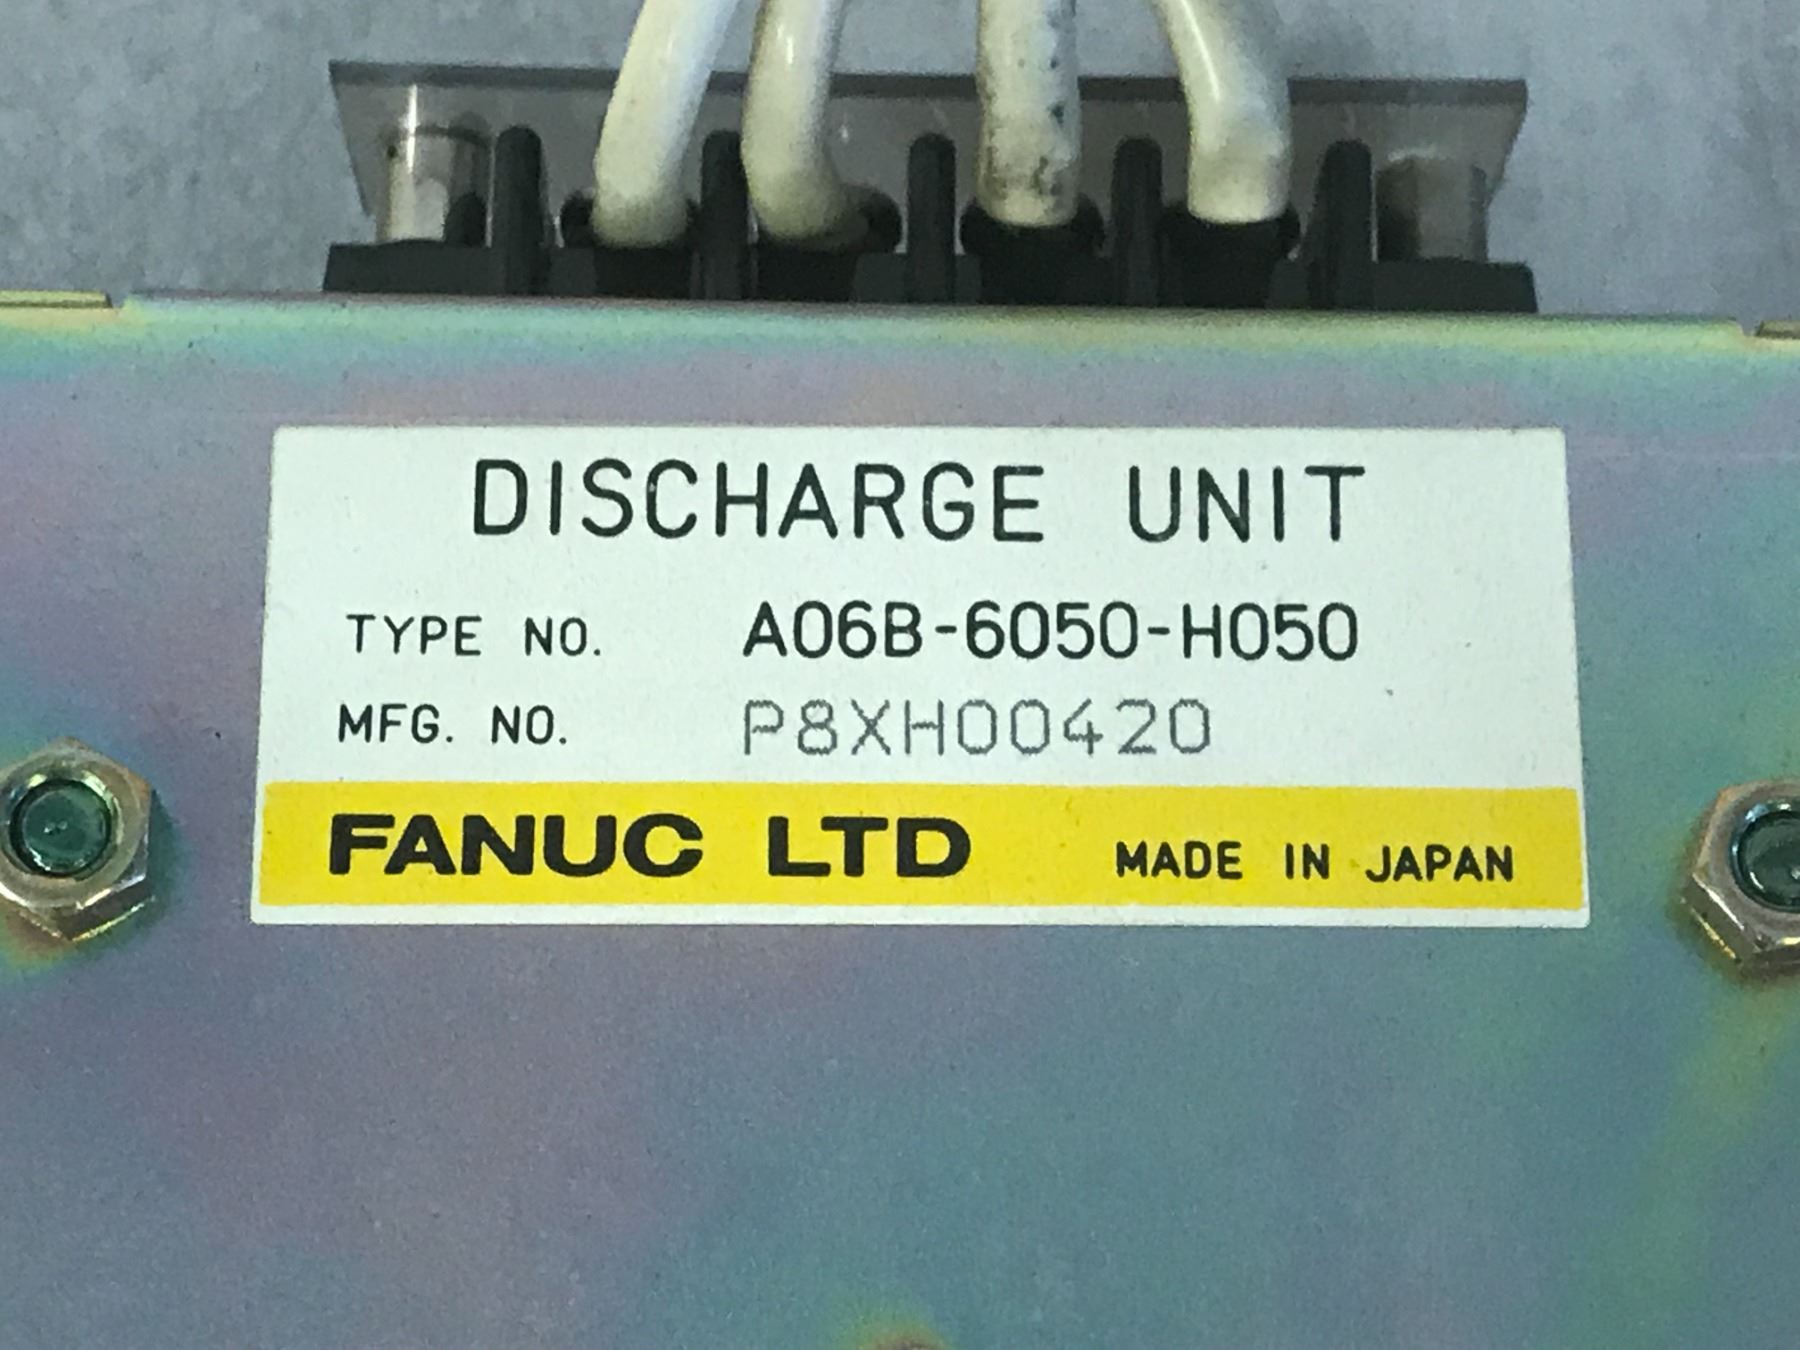 DISCHARGE UNIT
TYPE NO. A06B-6050-H050
MFG. NO. P8XH00420
FANUC LTD MADE IN JAPAN